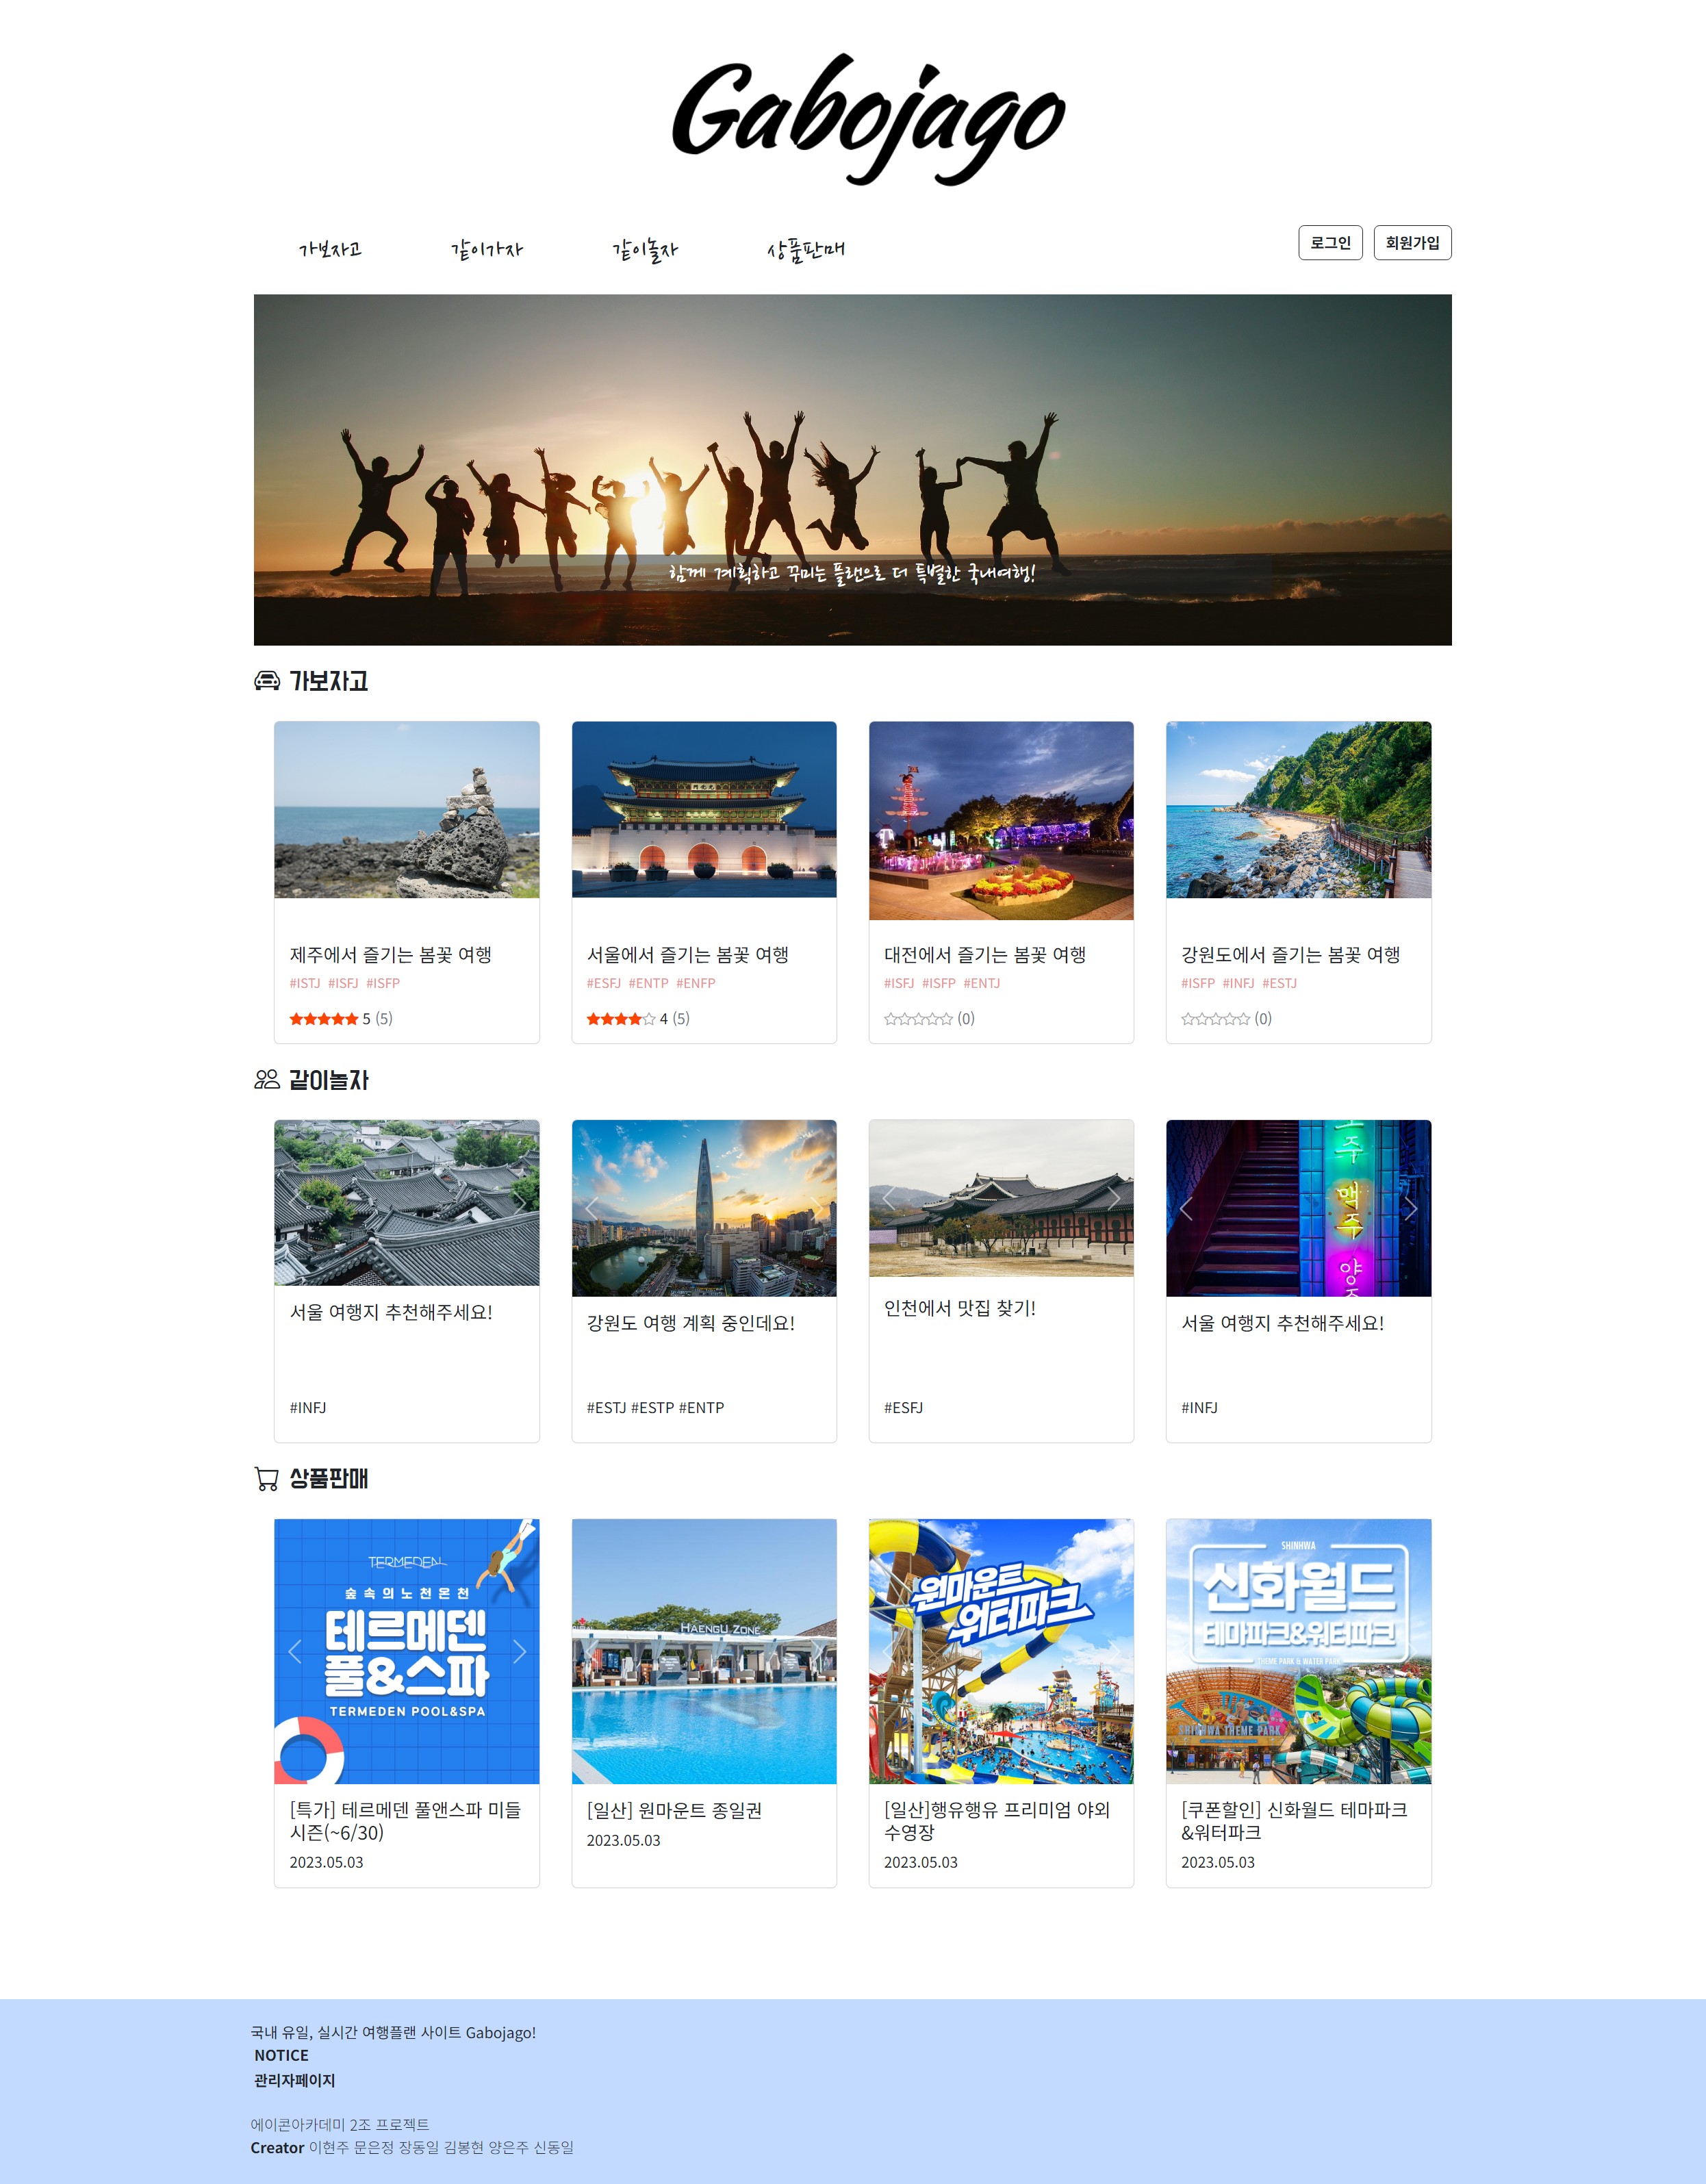 Gabojago
가보자고 같이가자 같이놀자 상품판매 로그인 회원가입
함께 계획하고 꾸미는 플랜으로 더 특별한 국내여행!
가보자고
제주에서 즐기는 봄꽃 여행
#ISTJ #ISFJ #ISFP
5 (5)
서울에서 즐기는 봄꽃 여행
#ESFJ #ENTP #ENFP
4 (5)
대전에서 즐기는 봄꽃 여행
#ISFJ #ISFP #ENTJ
(0)
강원도에서 즐기는 봄꽃 여행
#ISFP #INFJ #ESTJ
(0)
같이놀자
서울 여행지 추천해주세요!
#INFJ
강원도 여행 계획 중인데요!
#ESTJ #ESTP #ENTP
인천에서 맛집 찾기!
#ESFJ
맥주
양
서울 여행지 추천해주세요!
#INFJ
상품판매
TERMEDEN
숲속의노천온천
테르메덴
풀&스파
TERMEDEN POOL&SPA
[특가] 테르메덴 풀앤스파 미들
시즌(~6/30)
2023.05.03
HAENGU ZONE
[일산] 원마운트 종일권
2023.05.03
원마운트
워터파크
[일산]행유행유 프리미엄 야외
수영장
2023.05.03
SHINHWA
신화월드
테마파크&워터파크
THEME PARK & WATER PARK
SHINHWA THEME PARK
[쿠폰할인] 신화월드 테마파크
&워터파크
2023.05.03
국내 유일, 실시간 여행플랜 사이트 Gabojago!
NOTICE
관리자페이지
에이콘아카데미 2조 프로젝트
Creator 이현주 문은정 장동일 김봉현 양은주 신동일